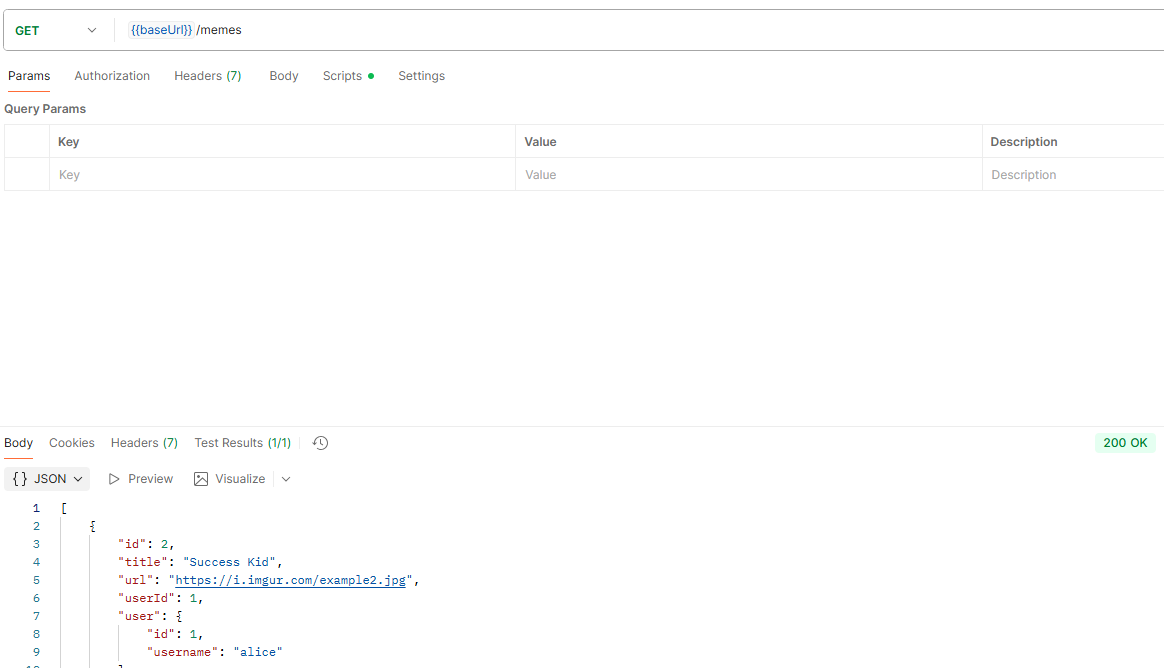 GET {{baseUrl}} /memes
Params Authorization Headers (7) Body Scripts Settings
Query Params
Key Value Description
Key Value Description
Body Cookies Headers (7) Test Results (1/1) 200 OK
{} JSON Preview Visualize
1 [
2 {
3 "id": 2,
4 "title": "Success Kid",
5 "url": "https://i.imgur.com/example2.jpg",
6 "userId": 1,
7 "user": {
8 "id": 1,
9 "username": "alice"